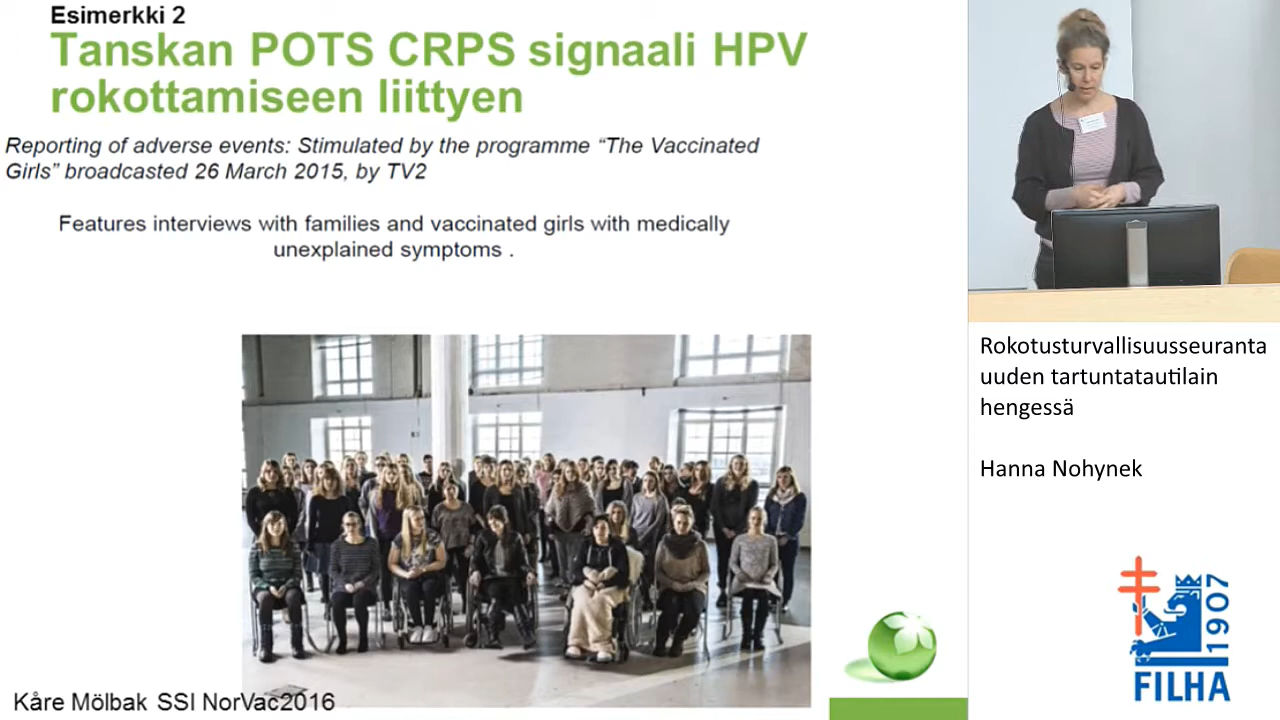 Esimerkki 2
Tanskan POTS CRPS signaali HPV
rokottamiseen liittyen
Reporting of adverse events: Stimulated by the programme “The Vaccinated
Girls” broadcasted 26 March 2015, by TV2
Features interviews with families and vaccinated girls with medically
unexplained symptoms .
Kåre Mölbak SSI NorVac2016
Rokotusturvallisuusseuranta
uuden tartuntatautilain
hengessä
Hanna Nohynek
1907
FILHA